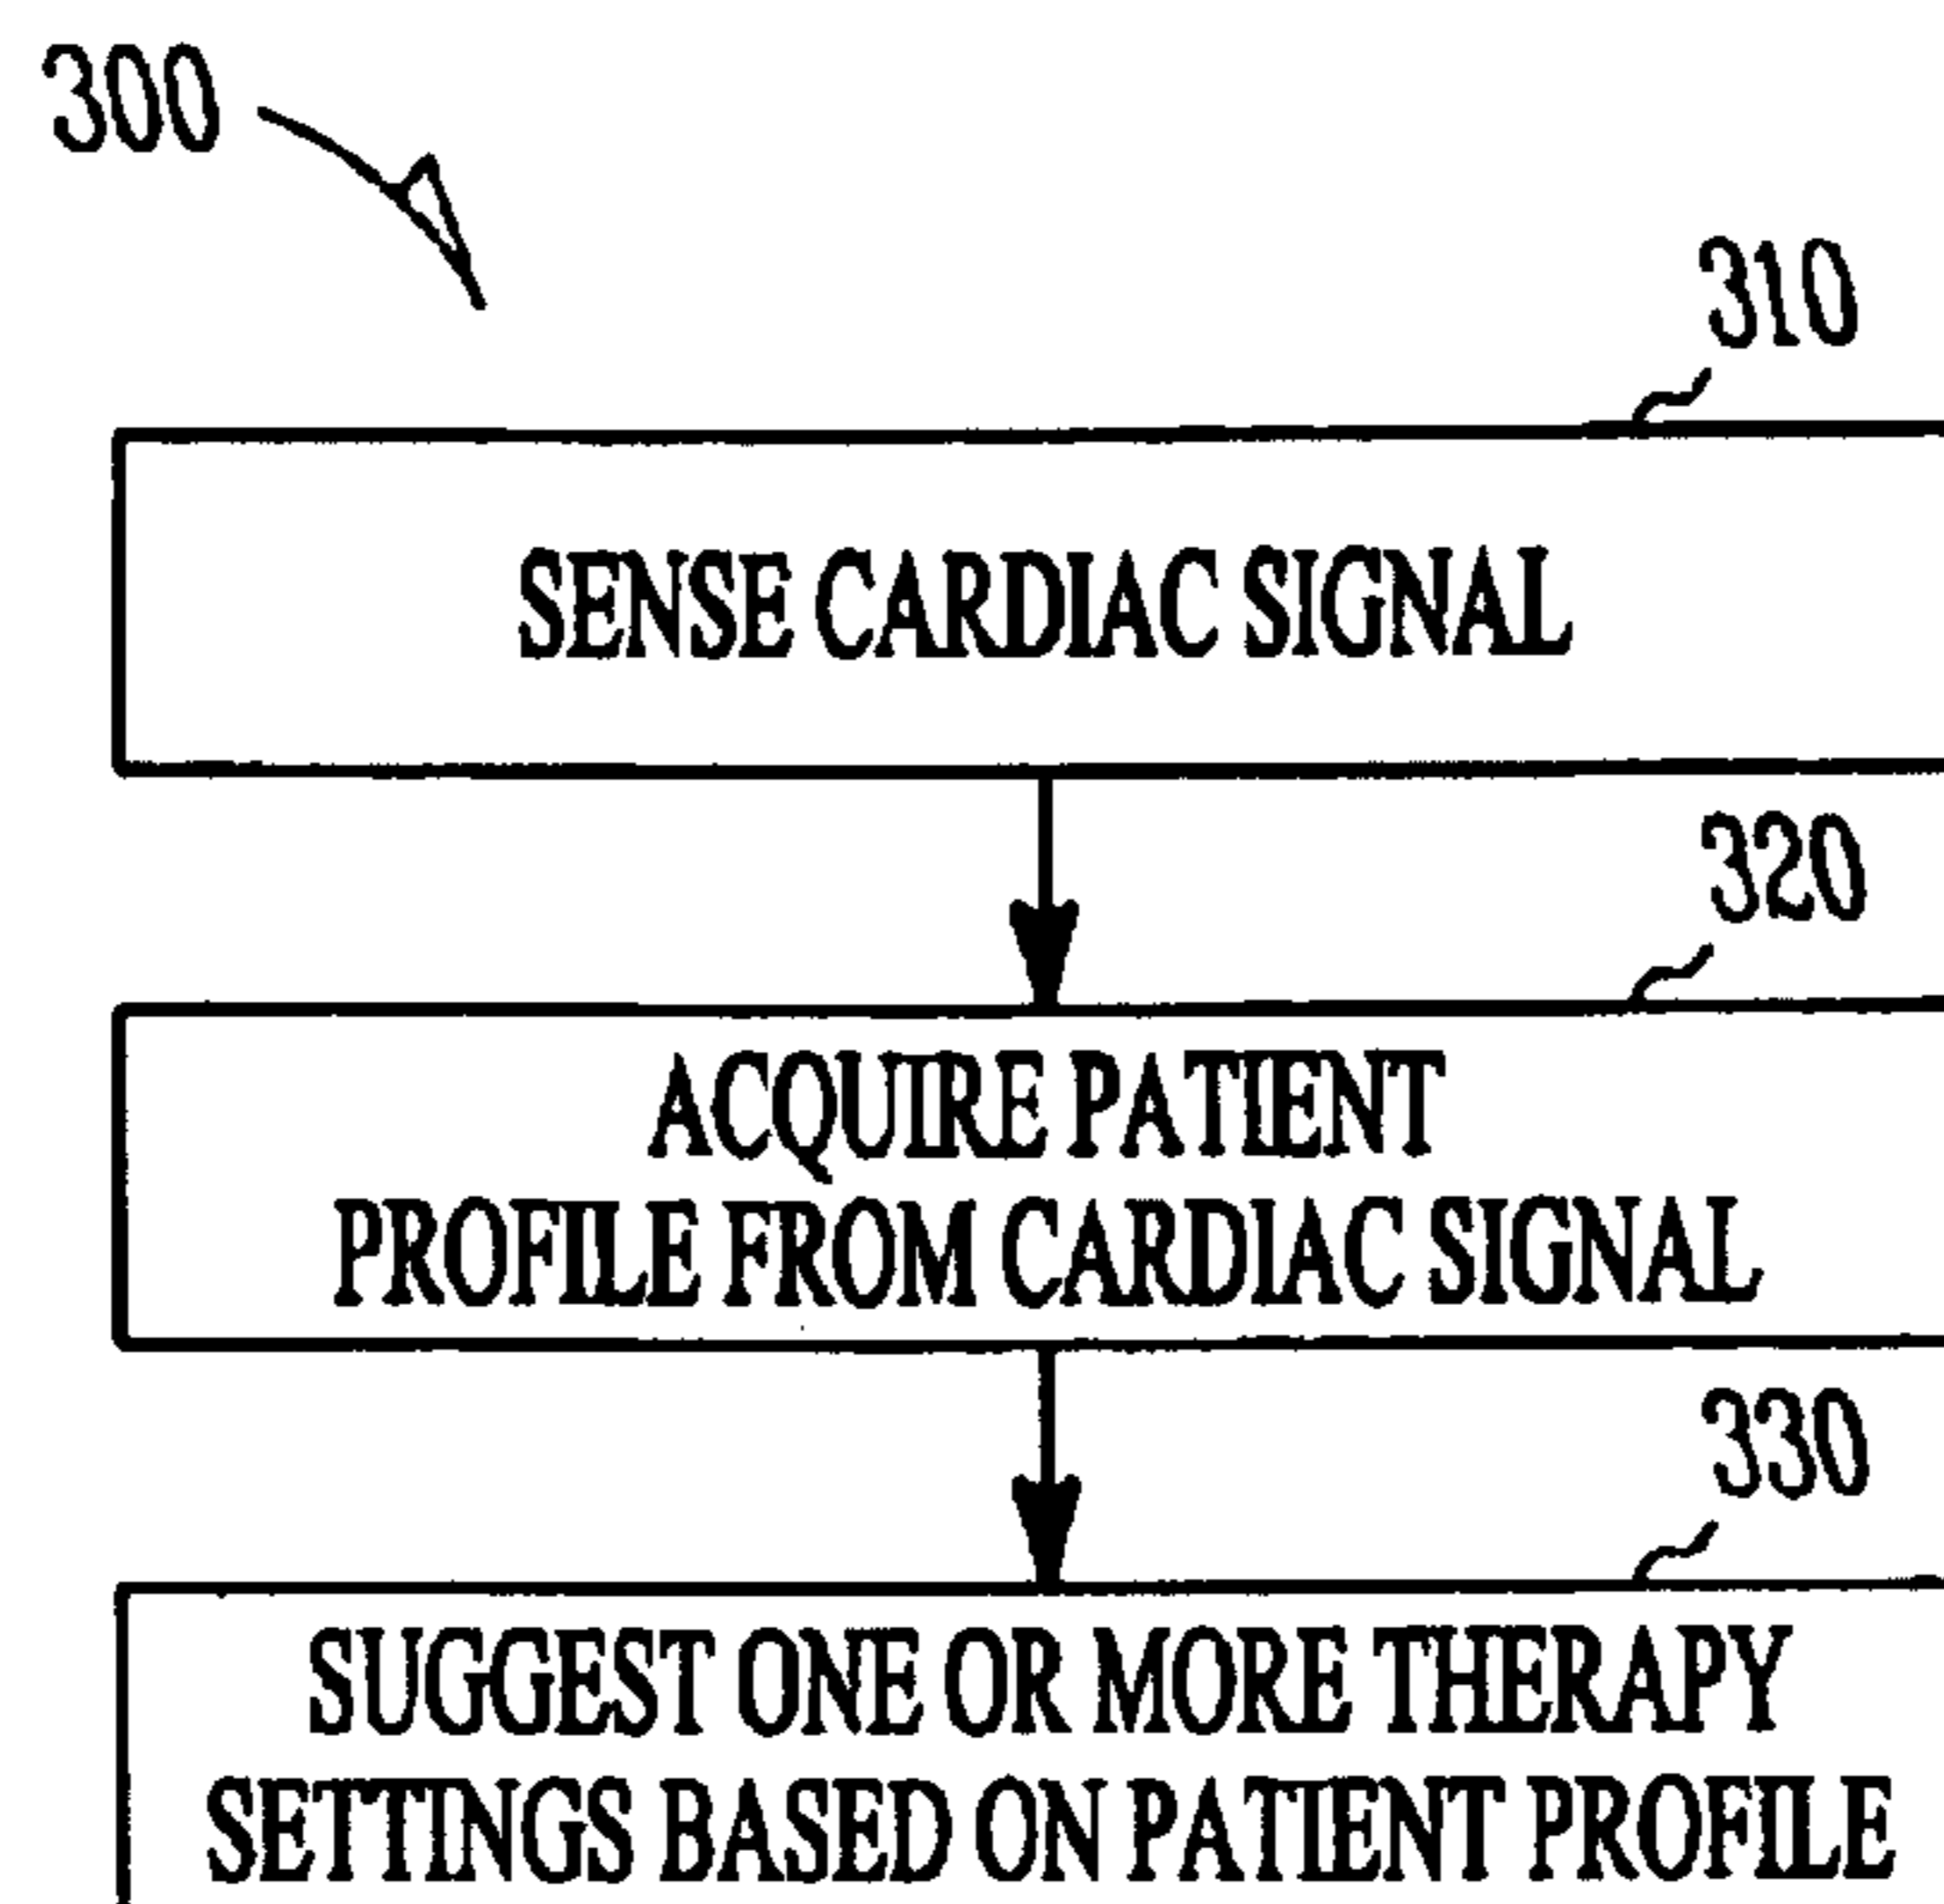 300
310
SENSE CARDIAC SIGNAL
320
ACQUIRE PATIENT
PROFILE FROM CARDIAC SIGNAL
330
SUGGEST ONE OR MORE THERAPY
SETTINGS BASED ON PATIENT PROFILE